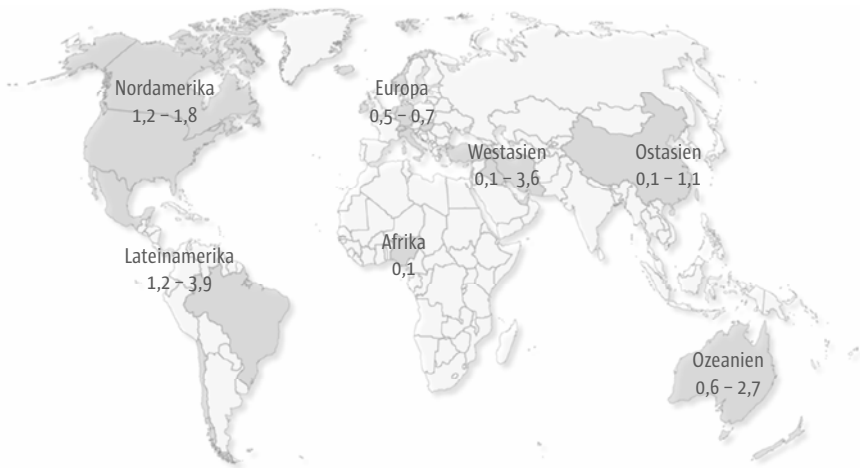 Nordamerika
1,2 – 1,8
Europa
0,5 – 0,7
Westasien
0,1 – 3,6
Ostasien
0,1 – 1,1
Lateinamerika
1,2 – 3,9
Afrika
0,1
Ozeanien
0,6 – 2,7